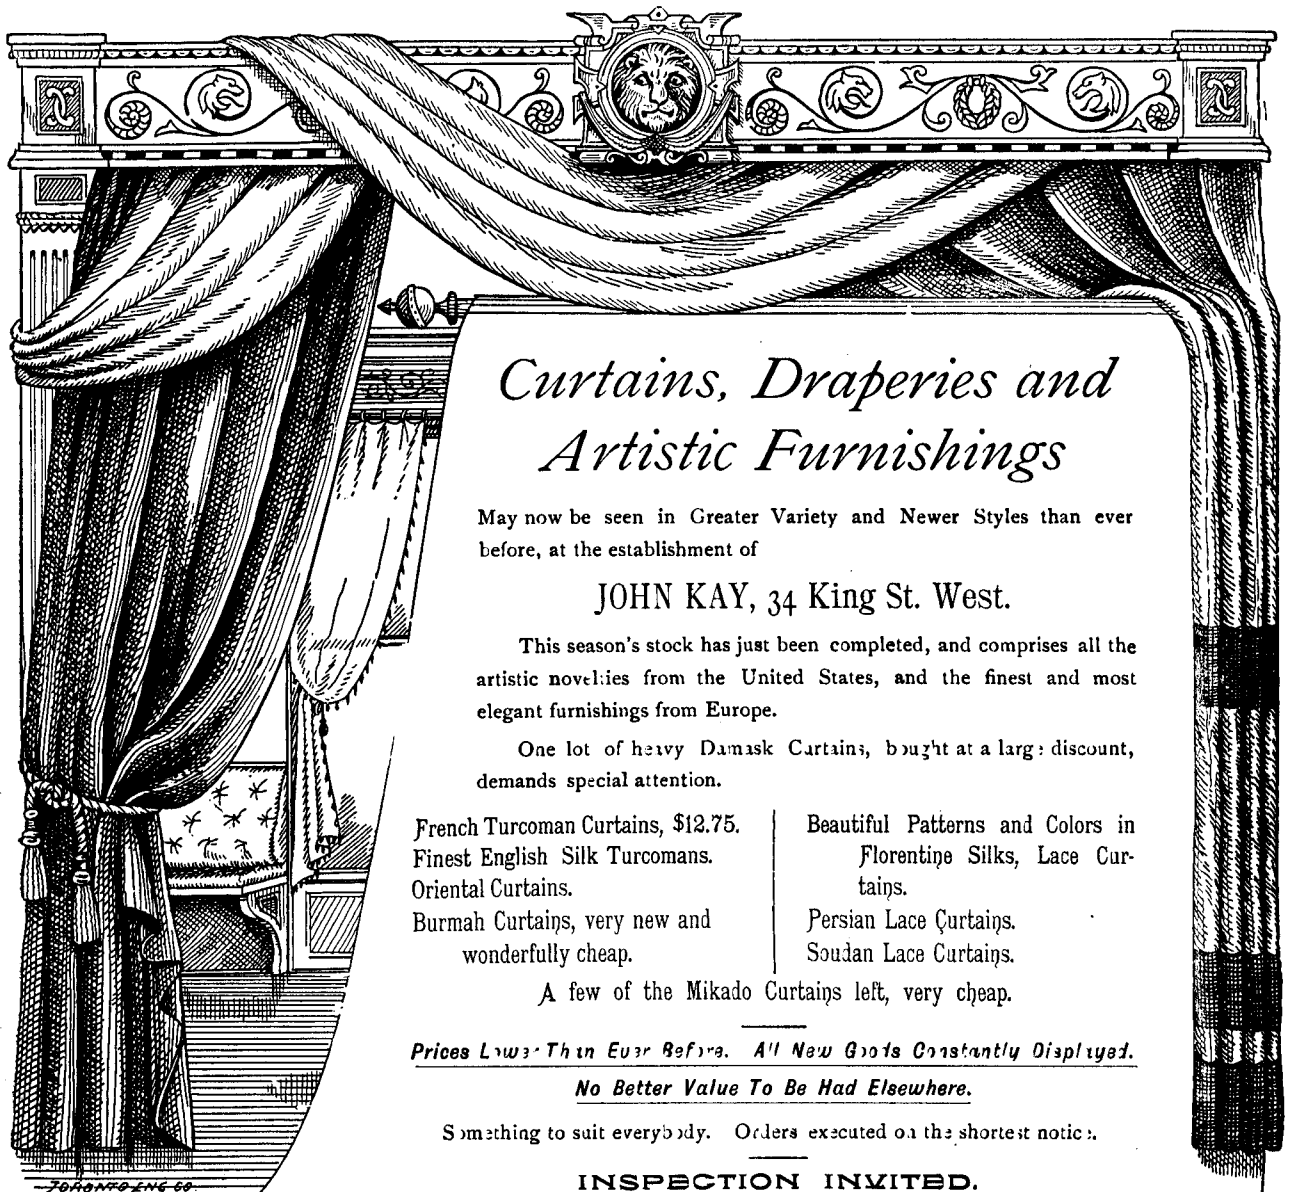 Curtains, Draperies and
Artistic Furnishings
May now be seen in Greater Variety and Newer Styles than ever
before, at the establishment of
JOHN KAY, 34 King St. West.
This season's stock has just been completed, and comprises all the
artistic novelties from the United States, and the finest and most
elegant furnishings from Europe.
One lot of heavy Damask Curtains, bought at a large discount,
demands special attention.
French Turcoman Curtains, $12.75.
Finest English Silk Turcomans.
Oriental Curtains.
Burmah Curtains, very new and
wonderfully cheap.
Beautiful Patterns and Colors in
Florentine Silks, Lace Cur-
tains.
Persian Lace Curtains.
Soudan Lace Curtains.
A few of the Mikado Curtains left, very cheap.
Prices Lower Than Ever Before. All New Goods Constantly Displayed.
No Better Value To Be Had Elsewhere.
Something to suit everybody. Orders executed on the shortest notice.
INSPECTION INVITED.
TORONTO ENG CO.